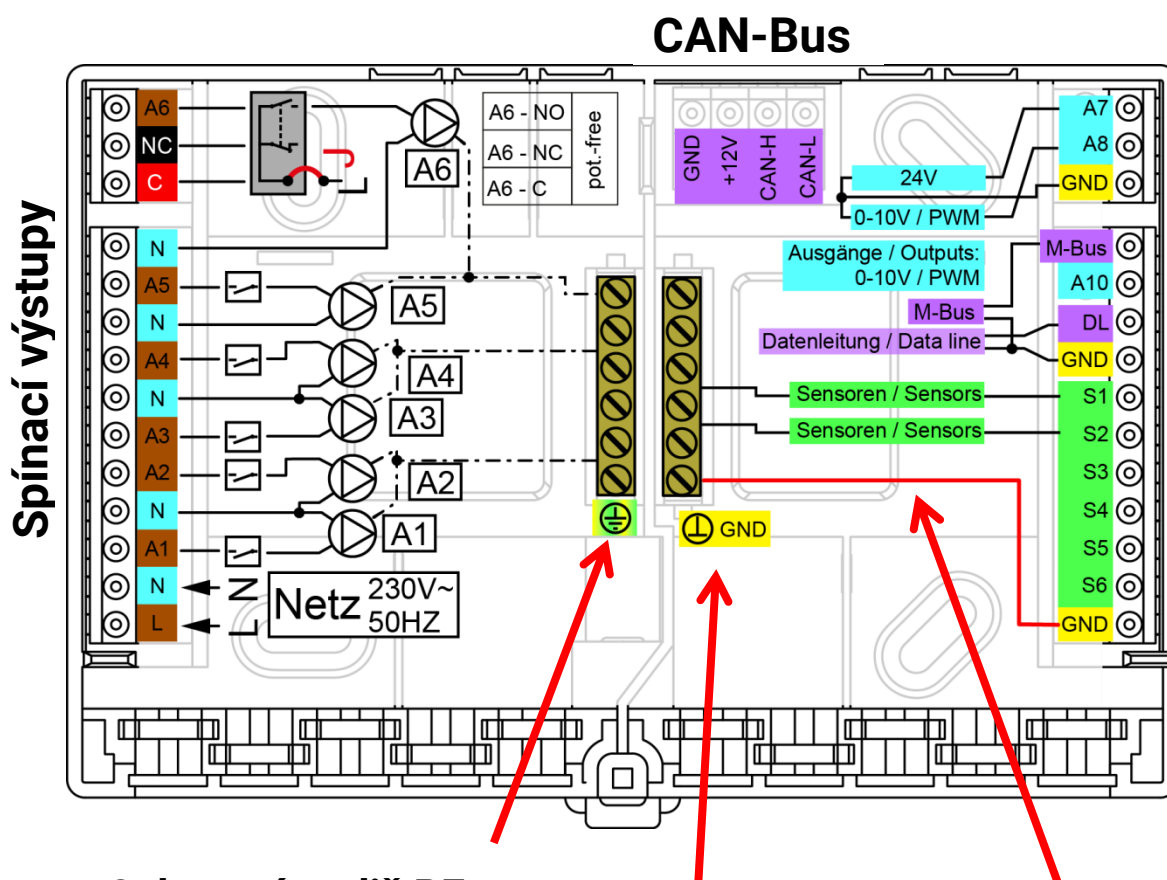 CAN-Bus
Spínací výstupy
A6
NC
C
N
A5
N
A4
N
A3
A2
N
A1
N
L
A6
A5
A4
A3
A2
A1
L
N
L
Netz 230V~
50HZ
A6 - NO
A6 - NC
A6 - C
pot.-free
GND
+12V
CAN-H
CAN-L
24V
0-10V / PWM
Ausgänge / Outputs:
0-10V / PWM
M-Bus
Datenleitung / Data line
Sensoren / Sensors
Sensoren / Sensors
GND
A7
A8
GND
M-Bus
A10
DL
GND
S1
S2
S3
S4
S5
S6
GND